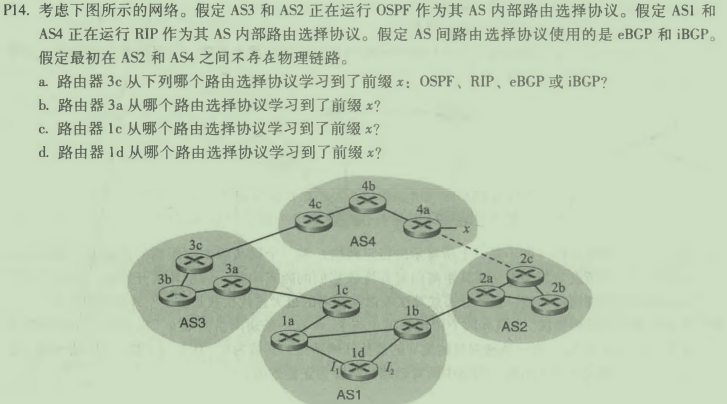 P14. 考虑下图所示的网络。假定 AS3 和 AS2 正在运行 OSPF 作为其 AS 内部路由选择协议。假定 AS1 和
AS4 正在运行 RIP 作为其 AS 内部路由选择协议。假定 AS 间路由选择协议使用的是 eBGP 和 iBGP。
假定最初在 AS2 和 AS4 之间不存在物理链路。
a. 路由器 3c 从下列哪个路由选择协议学习到了前缀 x：OSPF、RIP、eBGP 或 iBGP?
b. 路由器 3a 从哪个路由选择协议学习到了前缀 x?
c. 路由器 1c 从哪个路由选择协议学习到了前缀 x?
d. 路由器 1d 从哪个路由选择协议学习到了前缀 x?
4b
4c
4a
x
AS4
3c
3a
3b
AS3
2c
2a
2b
AS2
1c
1b
1a
1d
I1
I2
AS1